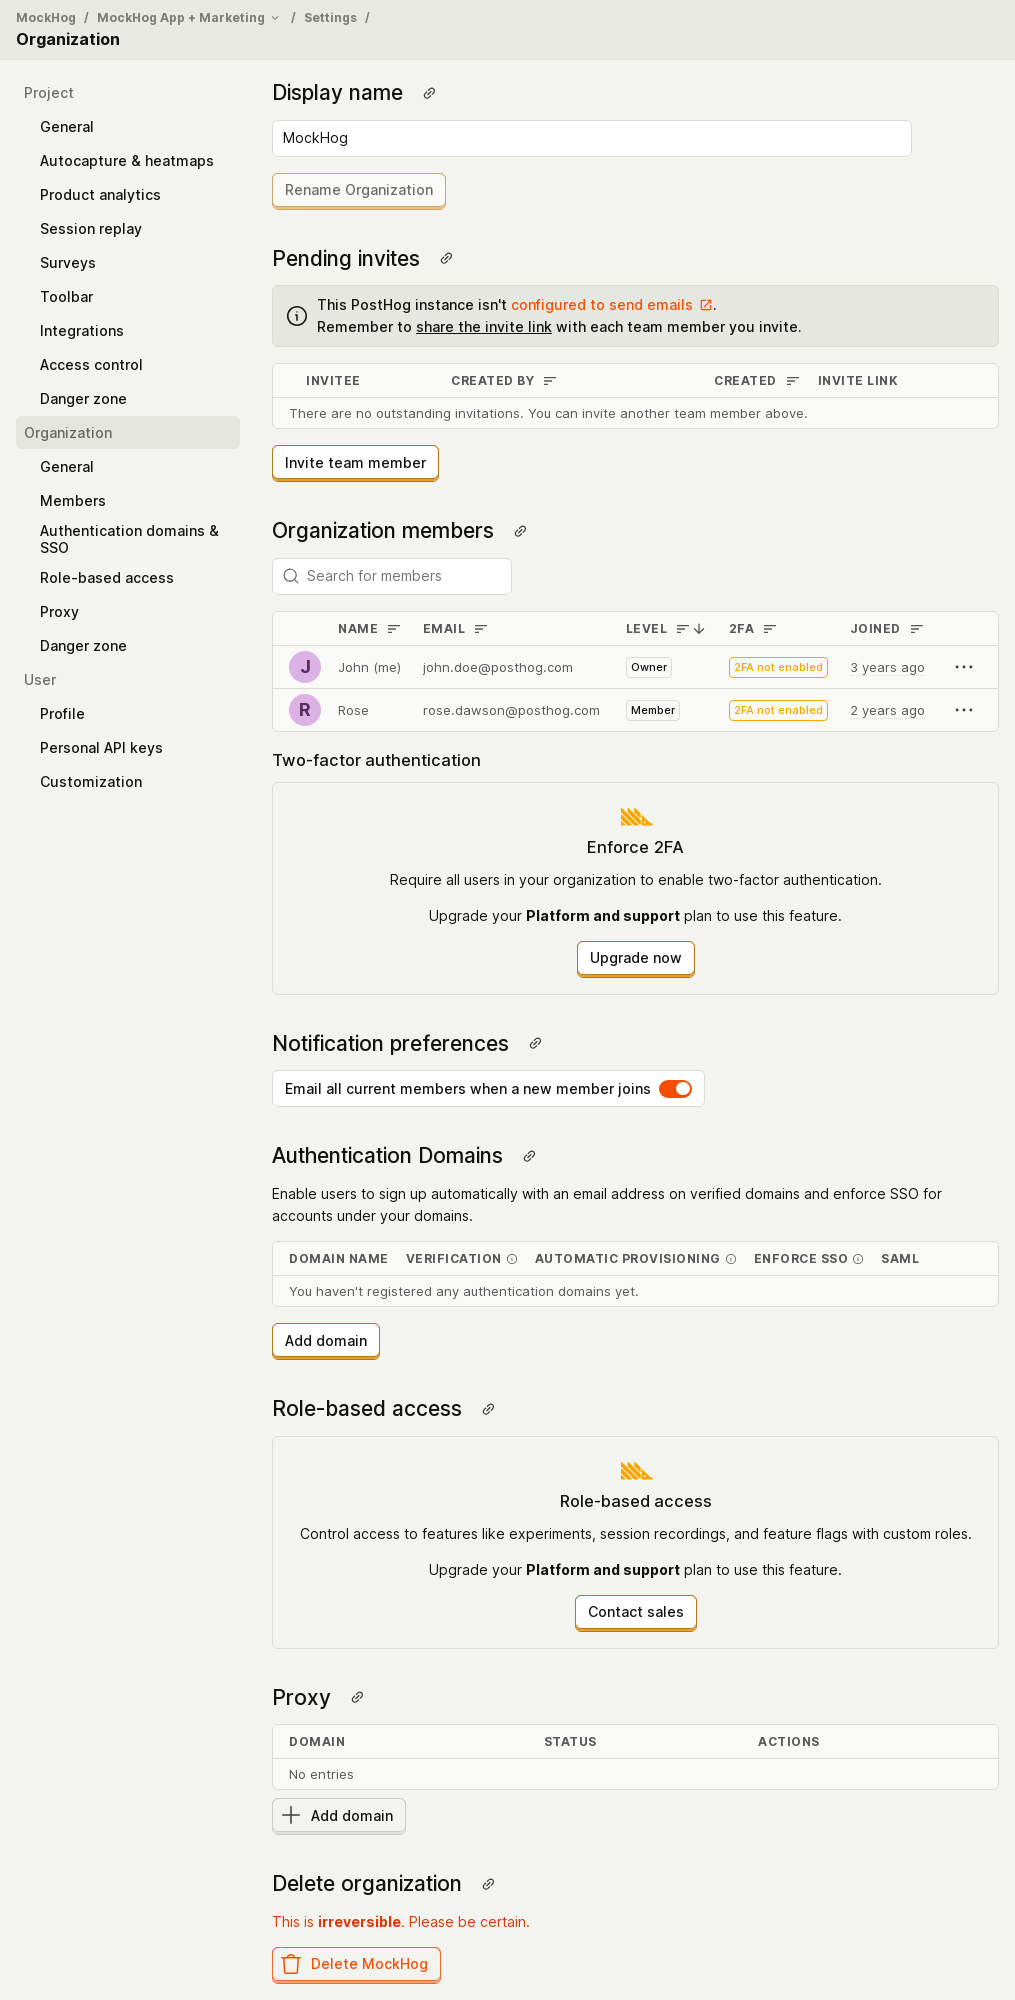 MockHog / MockHog App + Marketing / Settings /
Organization
Project
General
Autocapture & heatmaps
Product analytics
Session replay
Surveys
Toolbar
Integrations
Access control
Danger zone
Organization
General
Members
Authentication domains &
SSO
Role-based access
Proxy
Danger zone
User
Profile
Personal API keys
Customization
Display name
MockHog
Rename Organization
Pending invites
This PostHog instance isn't configured to send emails.
Remember to share the invite link with each team member you invite.
INVITEE CREATED BY CREATED INVITE LINK
There are no outstanding invitations. You can invite another team member above.
Invite team member
Organization members
Search for members
NAME EMAIL LEVEL 2FA JOINED
J John (me) john.doe@posthog.com Owner 2FA not enabled 3 years ago
R Rose rose.dawson@posthog.com Member 2FA not enabled 2 years ago
Two-factor authentication
Enforce 2FA
Require all users in your organization to enable two-factor authentication.
Upgrade your Platform and support plan to use this feature.
Upgrade now
Notification preferences
Email all current members when a new member joins
Authentication Domains
Enable users to sign up automatically with an email address on verified domains and enforce SSO for
accounts under your domains.
DOMAIN NAME VERIFICATION AUTOMATIC PROVISIONING ENFORCE SSO SAML
You haven't registered any authentication domains yet.
Add domain
Role-based access
Role-based access
Control access to features like experiments, session recordings, and feature flags with custom roles.
Upgrade your Platform and support plan to use this feature.
Contact sales
Proxy
DOMAIN STATUS ACTIONS
No entries
Add domain
Delete organization
This is irreversible. Please be certain.
Delete MockHog